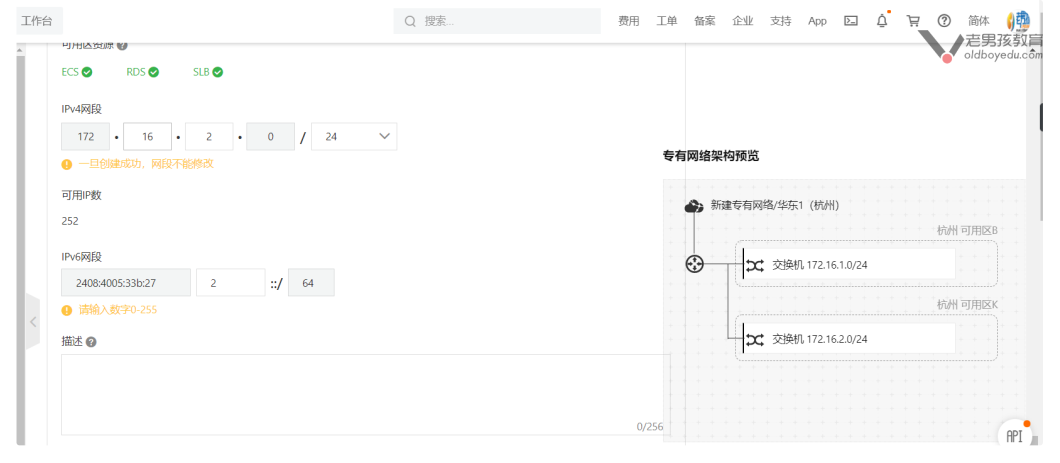 工作台
搜索...
费用 工单 备案 企业 支持 App 简体
老男孩教育
oldboyedu.com
可用区资源
ECS RDS SLB
IPv4网段
172 • 16 • 2 • 0 / 24
一旦创建成功，网段不能修改
可用IP数
252
IPv6网段
2408:4005:33b:27 2 ::/ 64
请输入数字0-255
描述
0/256
专有网络架构预览
新建专有网络/华东1（杭州）
杭州 可用区B
交换机 172.16.1.0/24
杭州 可用区K
交换机 172.16.2.0/24
API